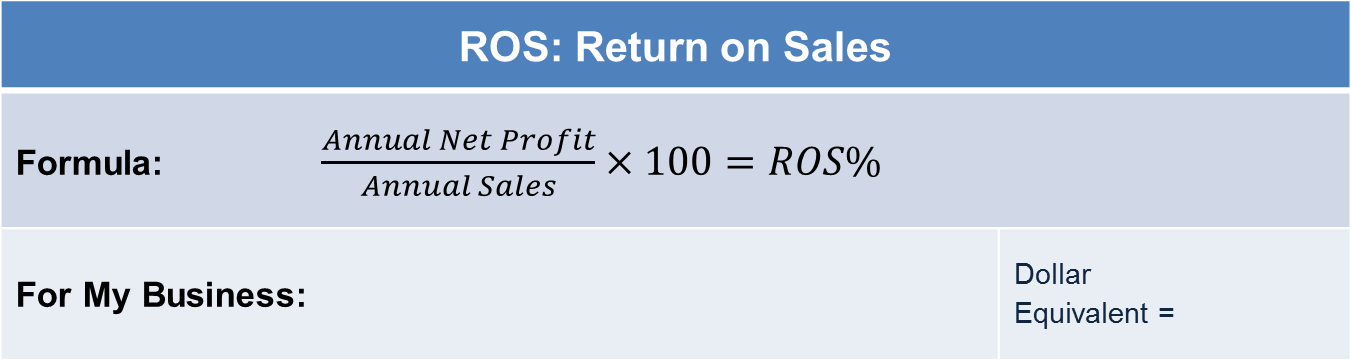 ROS: Return on Sales
Formula: Annual Net Profit / Annual Sales × 100 = ROS%
For My Business:
Dollar
Equivalent =